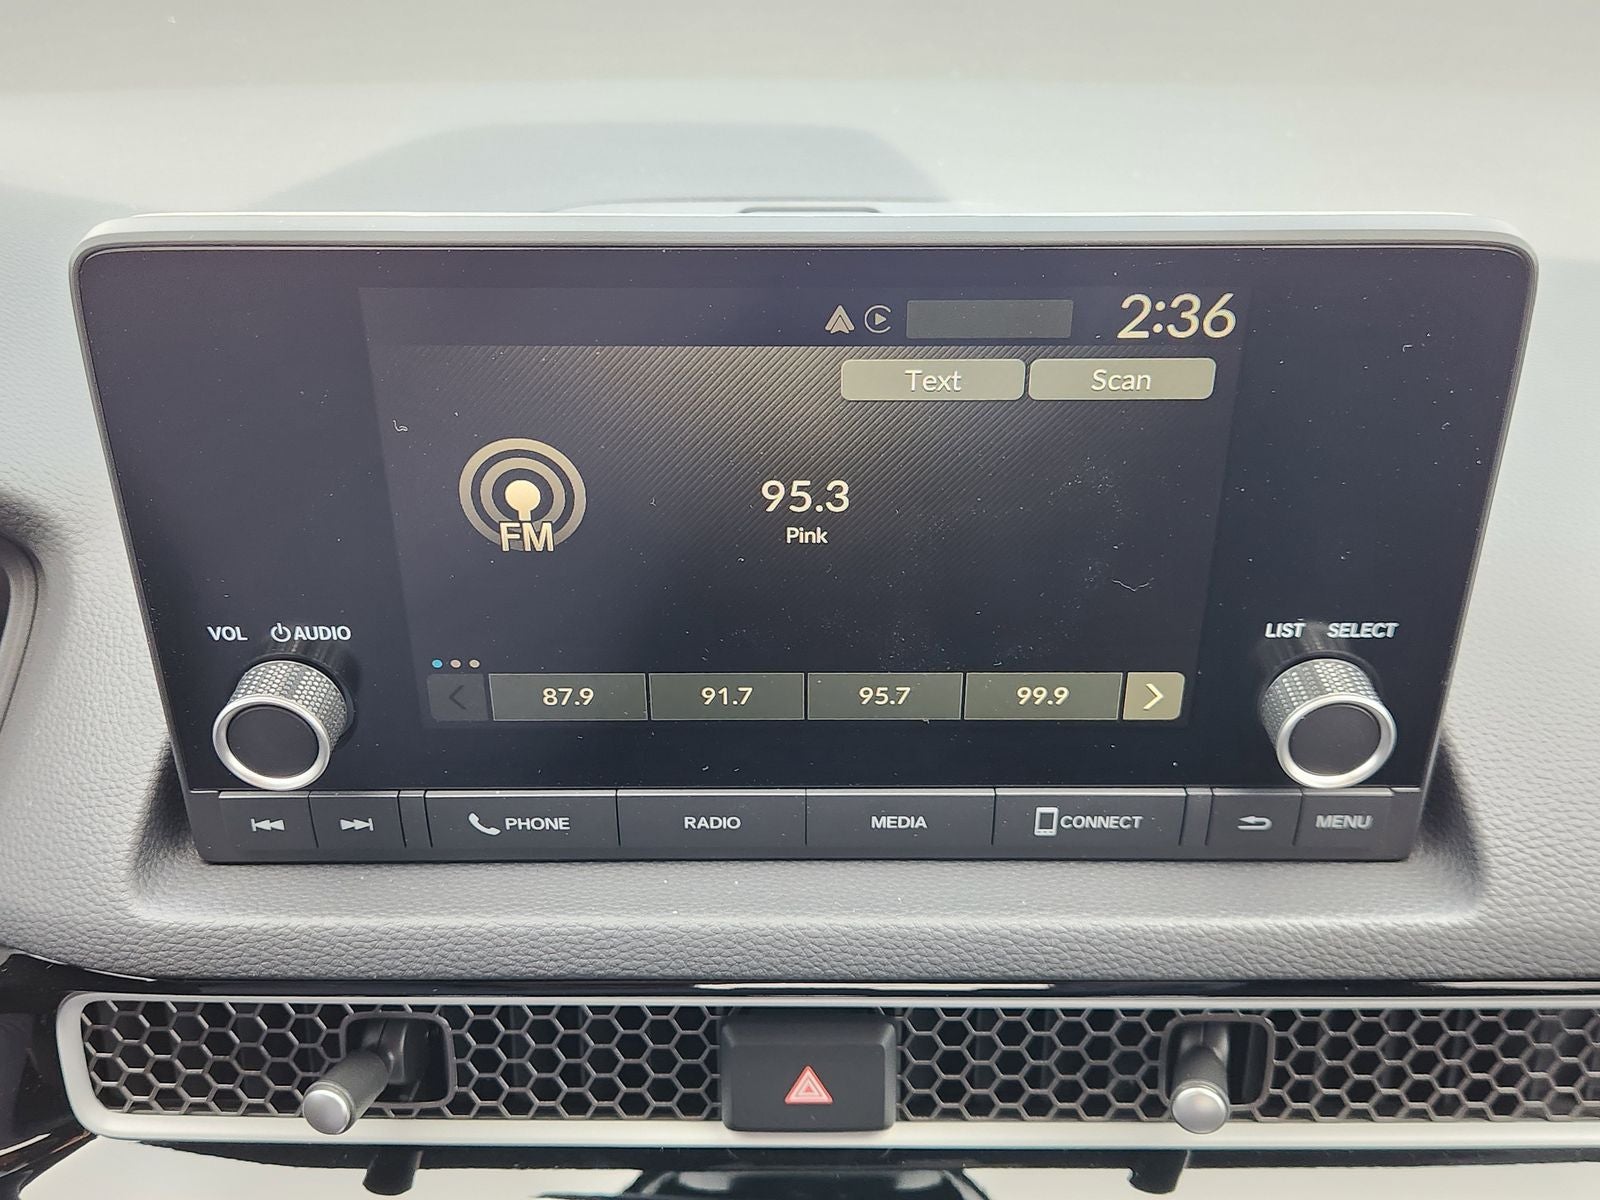 2:36
Text Scan
FM
95.3
Pink
VOL AUDIO
LIST SELECT
87.9 91.7 95.7 99.9
PHONE RADIO MEDIA CONNECT MENU